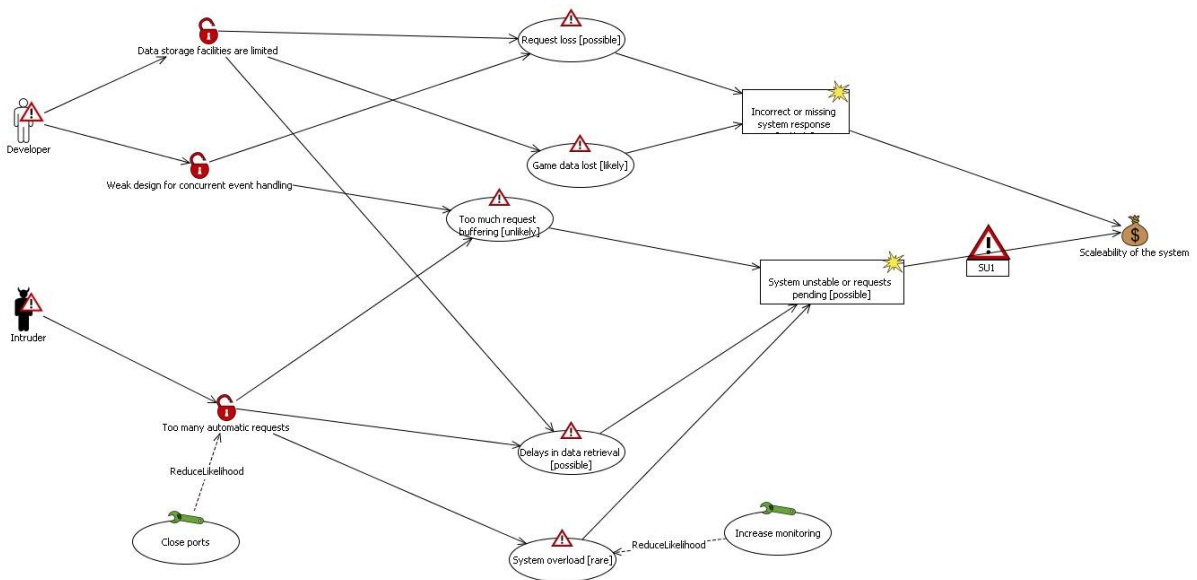 Data storage facilities are limited
Request loss [possible]
Incorrect or missing
system response
Developer
Game data lost [likely]
Weak design for concurrent event handling
Too much request
buffering [unlikely]
Scaleability of the system
SU1
System unstable or requests
pending [possible]
Intruder
Too many automatic requests
Delays in data retrieval
[possible]
ReduceLikelihood
Close ports
Increase monitoring
ReduceLikelihood
System overload [rare]